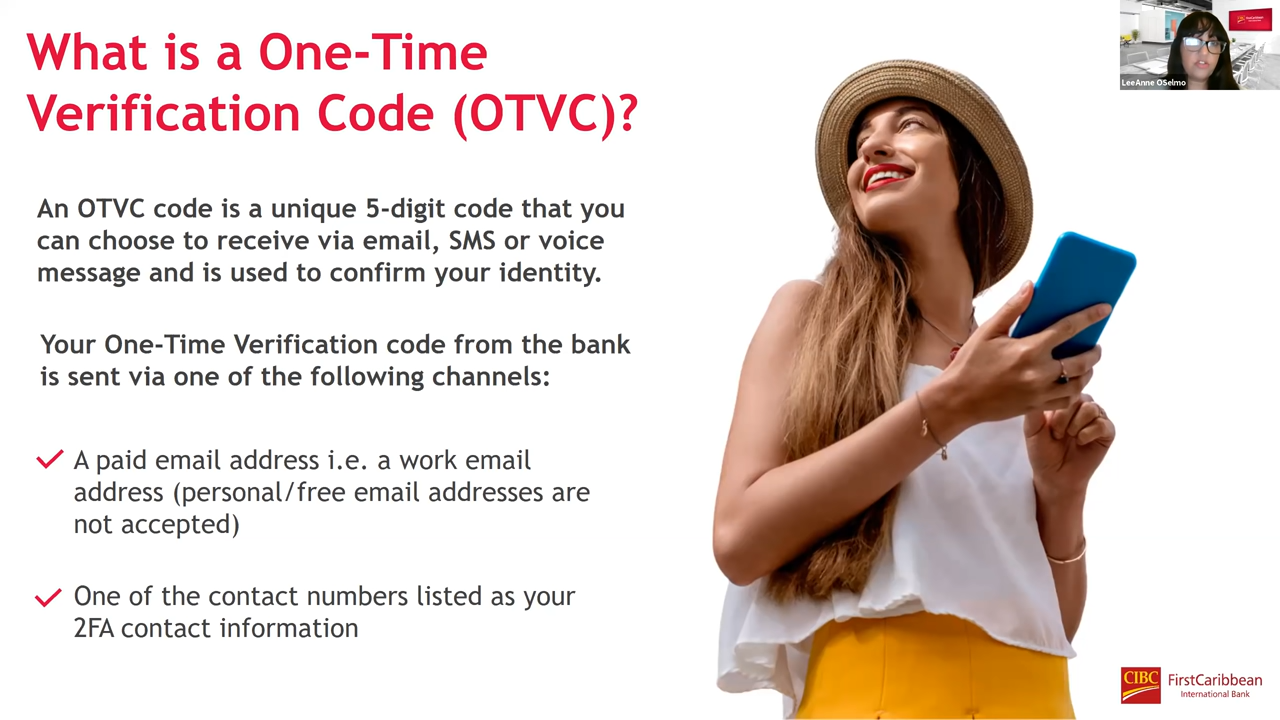 What is a One-Time
Verification Code (OTVC)?
An OTVC code is a unique 5-digit code that you
can choose to receive via email, SMS or voice
message and is used to confirm your identity.
Your One-Time Verification code from the bank
is sent via one of the following channels:
A paid email address i.e. a work email
address (personal/free email addresses are
not accepted)
One of the contact numbers listed as your
2FA contact information
LeeAnne OSelmo
CIBC
FirstCaribbean
International Bank
CIBC FirstCaribbean
International Bank